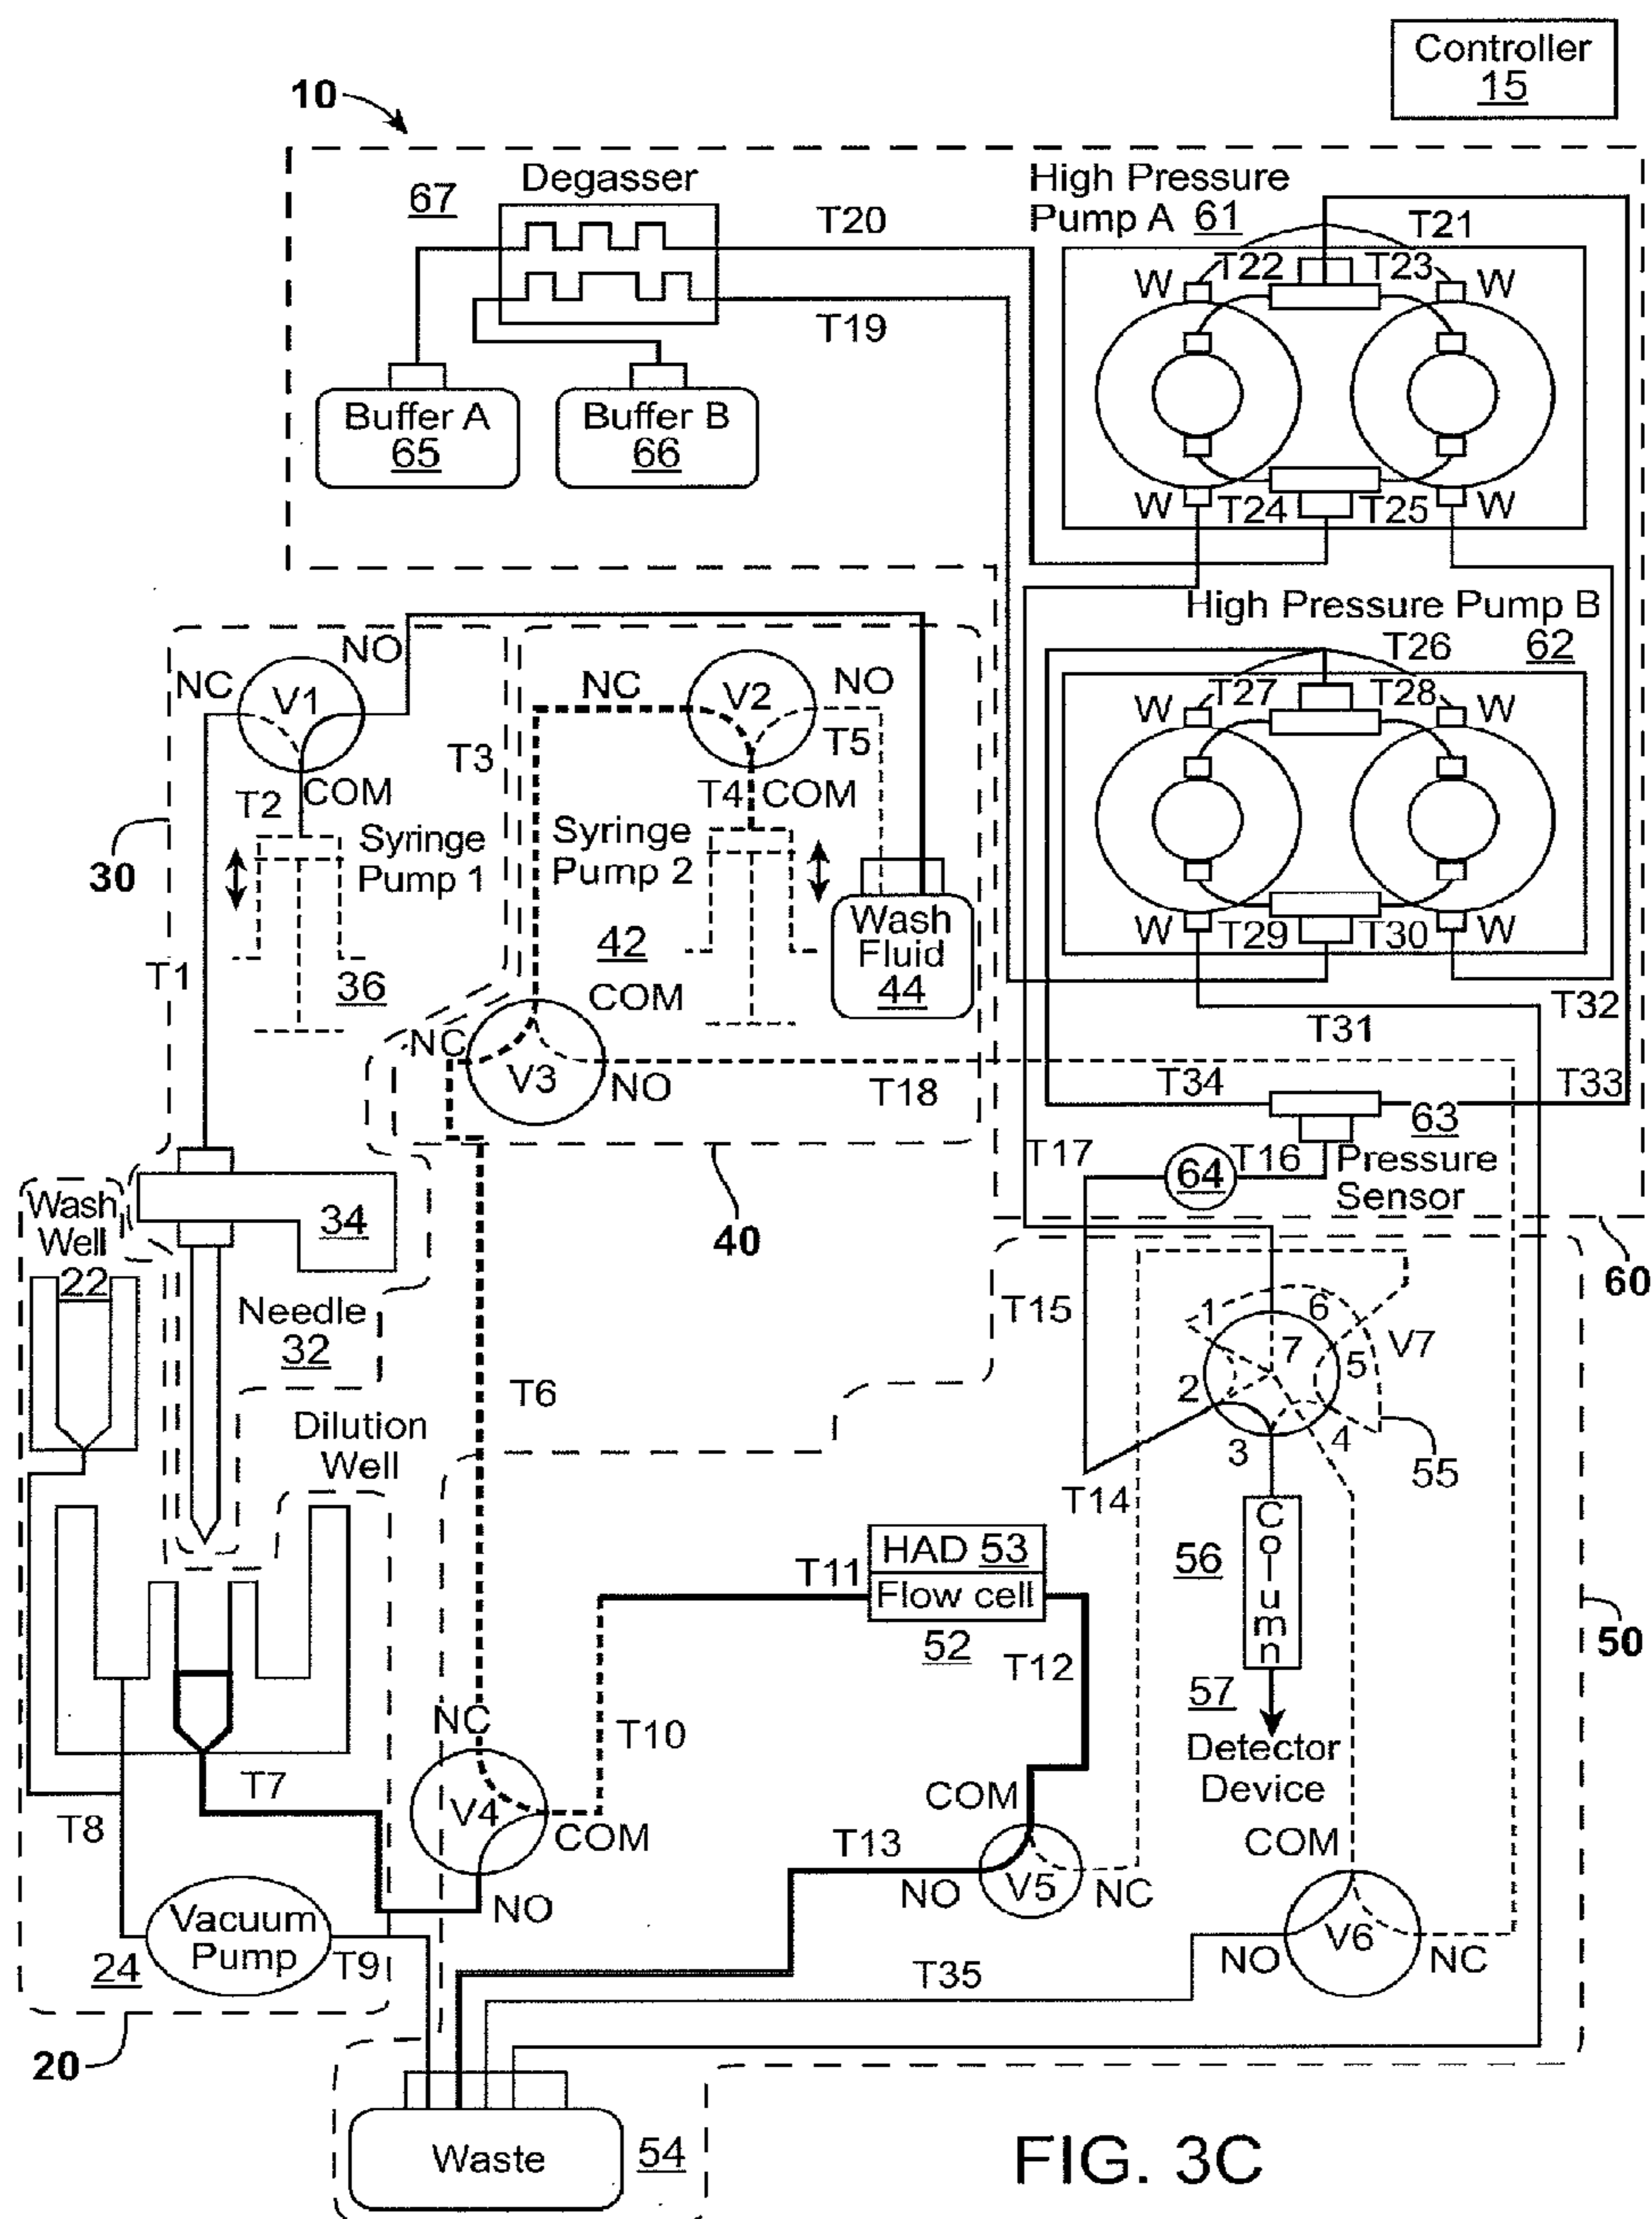 Controller
15
10
Degasser
67
T20
T19
High Pressure
Pump A 61
T21
T22
T23
W
W
Buffer A
65
Buffer B
66
W
T24
T25
W
High Pressure Pump B
62
T26
T27
T28
W
W
W
T29
T30
W
T32
T31
NO
NC
V1
T3
COM
T2
Syringe
Pump 1
30
T1
36
NC
V2
NO
T5
T4
COM
Syringe
Pump 2
42
Wash
Fluid
44
COM
NC
V3
NO
T18
T34
T33
63
T17
64
T16
Pressure
Sensor
40
60
Wash
Well
22
34
Needle
32
Dilution
Well
T6
T15
1
6
7
5
V7
2
3
4
55
T14
Column
56
57
Detector
Device
HAD 53
Flow cell
52
T11
T12
50
NC
T10
V4
COM
NO
T7
T8
COM
T13
NO
V5
NC
COM
V6
NO
NC
T35
Vacuum
Pump
24
T9
20
Waste
54
FIG. 3C